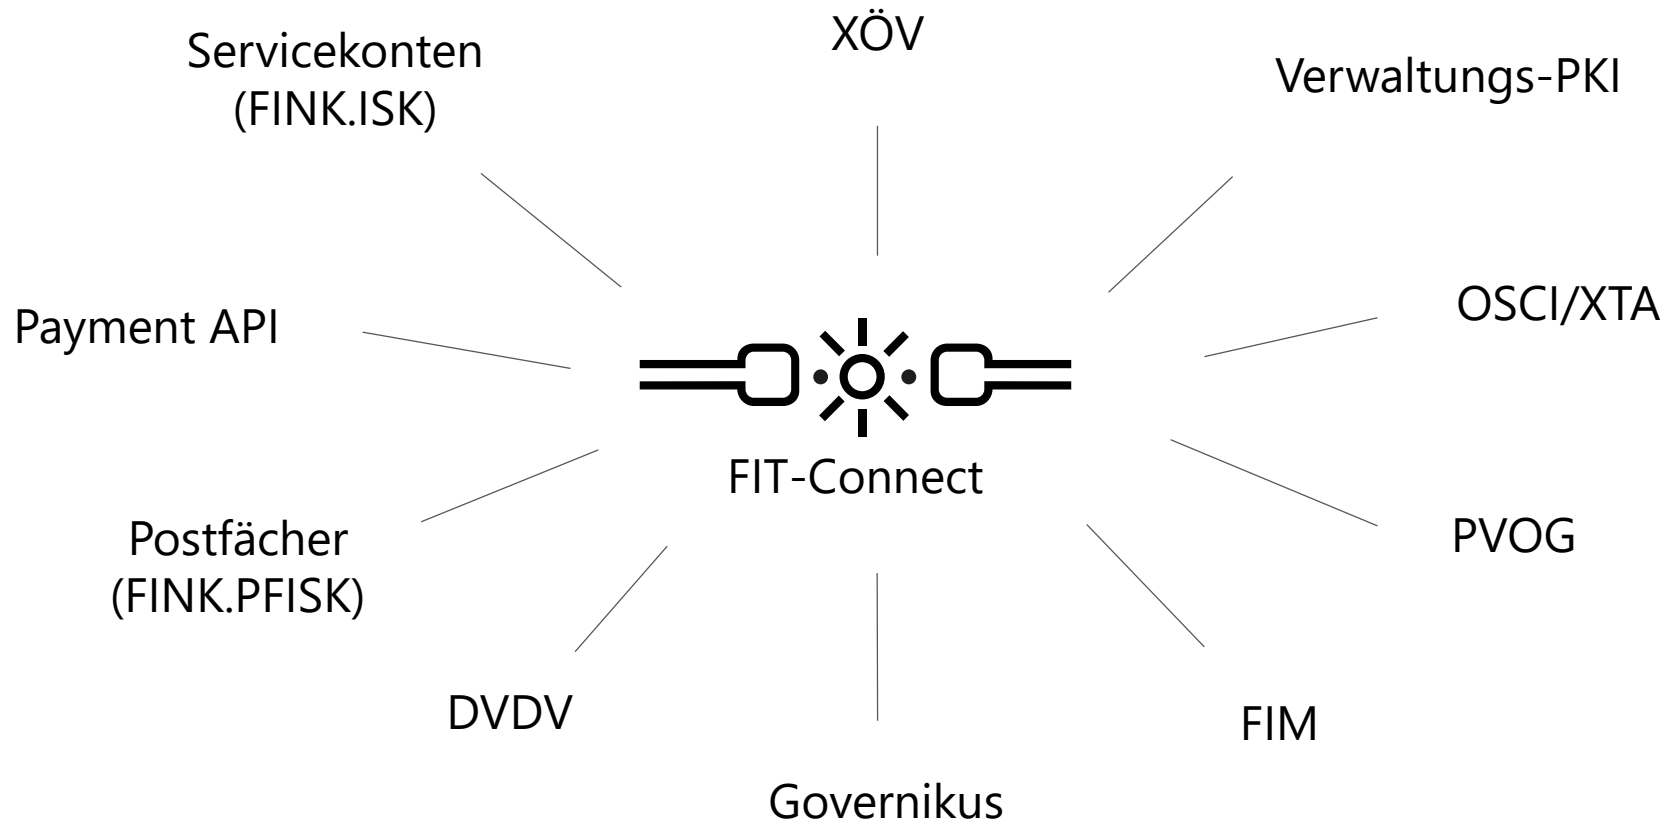 XÖV
Servicekonten
(FINK.ISK)
Verwaltungs-PKI
Payment API
OSCI/XTA
FIT-Connect
Postfächer
(FINK.PFISK)
PVOG
DVDV
FIM
Governikus